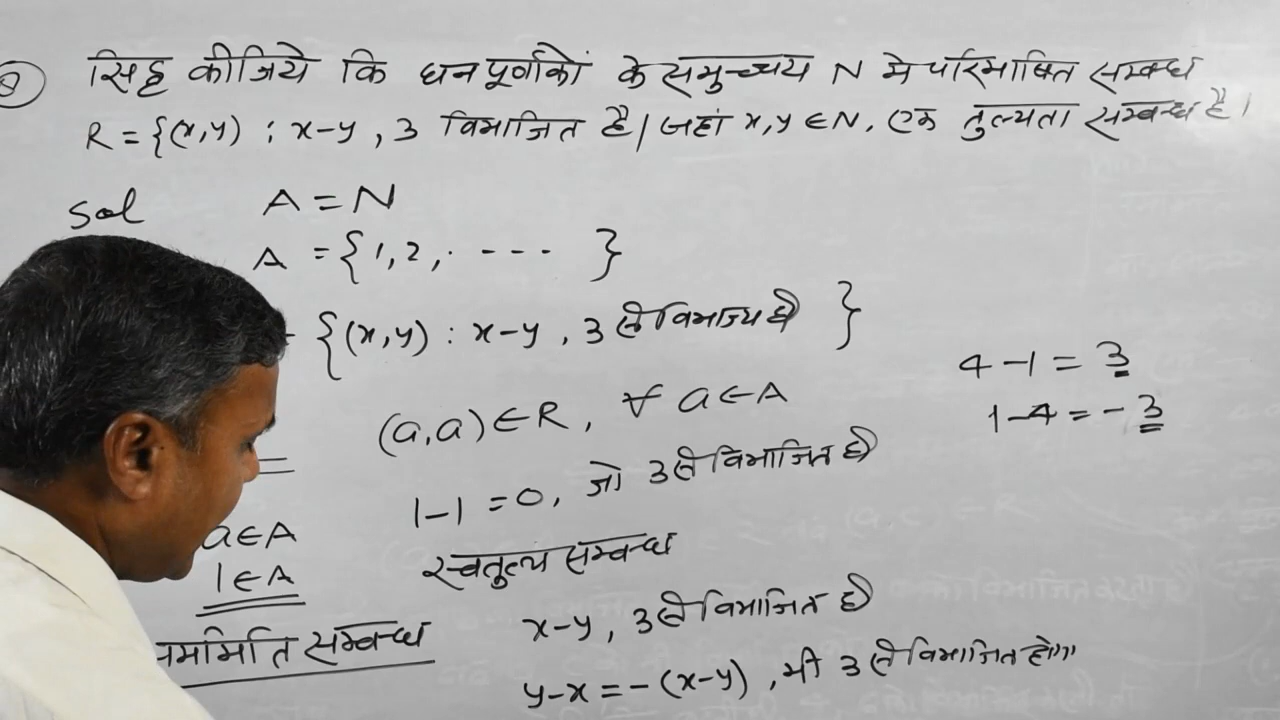 सिद्ध कीजिये कि धनपूर्णांको के समुच्चय N मे परिभाषित सम्बन्ध
R = {(x,y) : x-y , 3 विभाजित है। जहां x,y ∈ N, एक तुल्यता सम्बन्ध है।
Sol A = N
A = {1,2, ---- }
{(x,y) : x-y , 3 से विभाज्य है }
4-1 = 3
1-4 = -3
(a,a) ∈ R, ∀ a ∈ A
1-1 = 0, जो 3 से विभाजित है
a ∈ A
स्वतुल्य सम्बन्ध
1 ∈ A
x-y, 3 से विभाजित है
सममिति सम्बन्ध
y-x = -(x-y) , भी 3 से विभाजित होगा